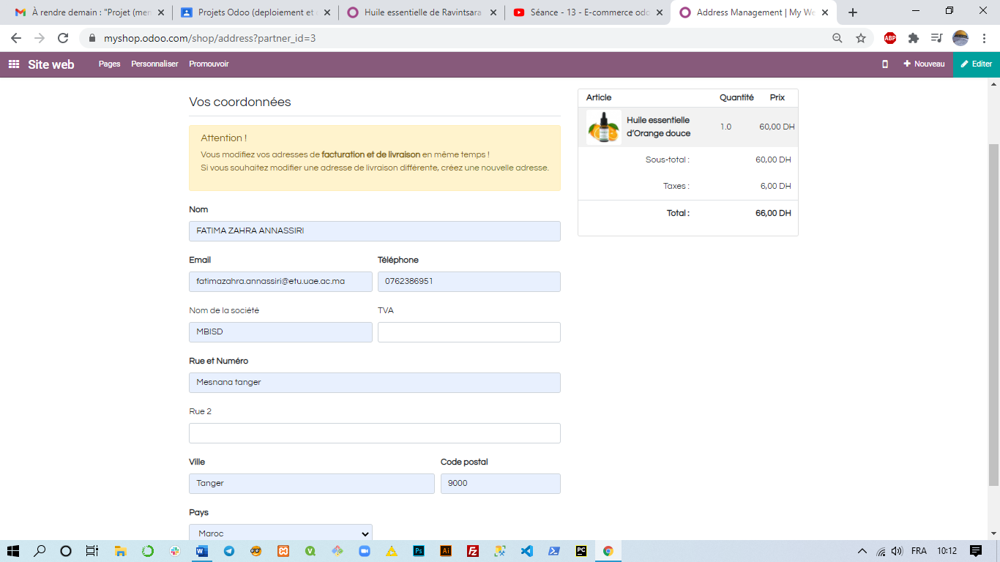 À rendre demain : "Projet (men
Projets Odoo (deploiement et
Huile essentielle de Ravintsara
Séance - 13 - E-commerce odo
Address Management | My We
myshop.odoo.com/shop/address?partner_id=3
ABP
Site web
Pages
Personnaliser
Promouvoir
Nouveau
Editer
Vos coordonnées
Attention !
Vous modifiez vos adresses de facturation et de livraison en même temps !
Si vous souhaitez modifier une adresse de livraison différente, créez une nouvelle adresse.
Nom
FATIMA ZAHRA ANNASSIRI
Email Téléphone
fatimazahra.annassiri@etu.uae.ac.ma 0762386951
Nom de la société TVA
MBISD
Rue et Numéro
Mesnana tanger
Rue 2
Ville Code postal
Tanger 9000
Pays
Maroc
Article Quantité Prix
Huile essentielle
d'Orange douce
1.0 60,00 DH
Sous-total : 60,00 DH
Taxes : 6,00 DH
Total : 66,00 DH
W
Ps
Ai
Fz
PC
FRA
10:12